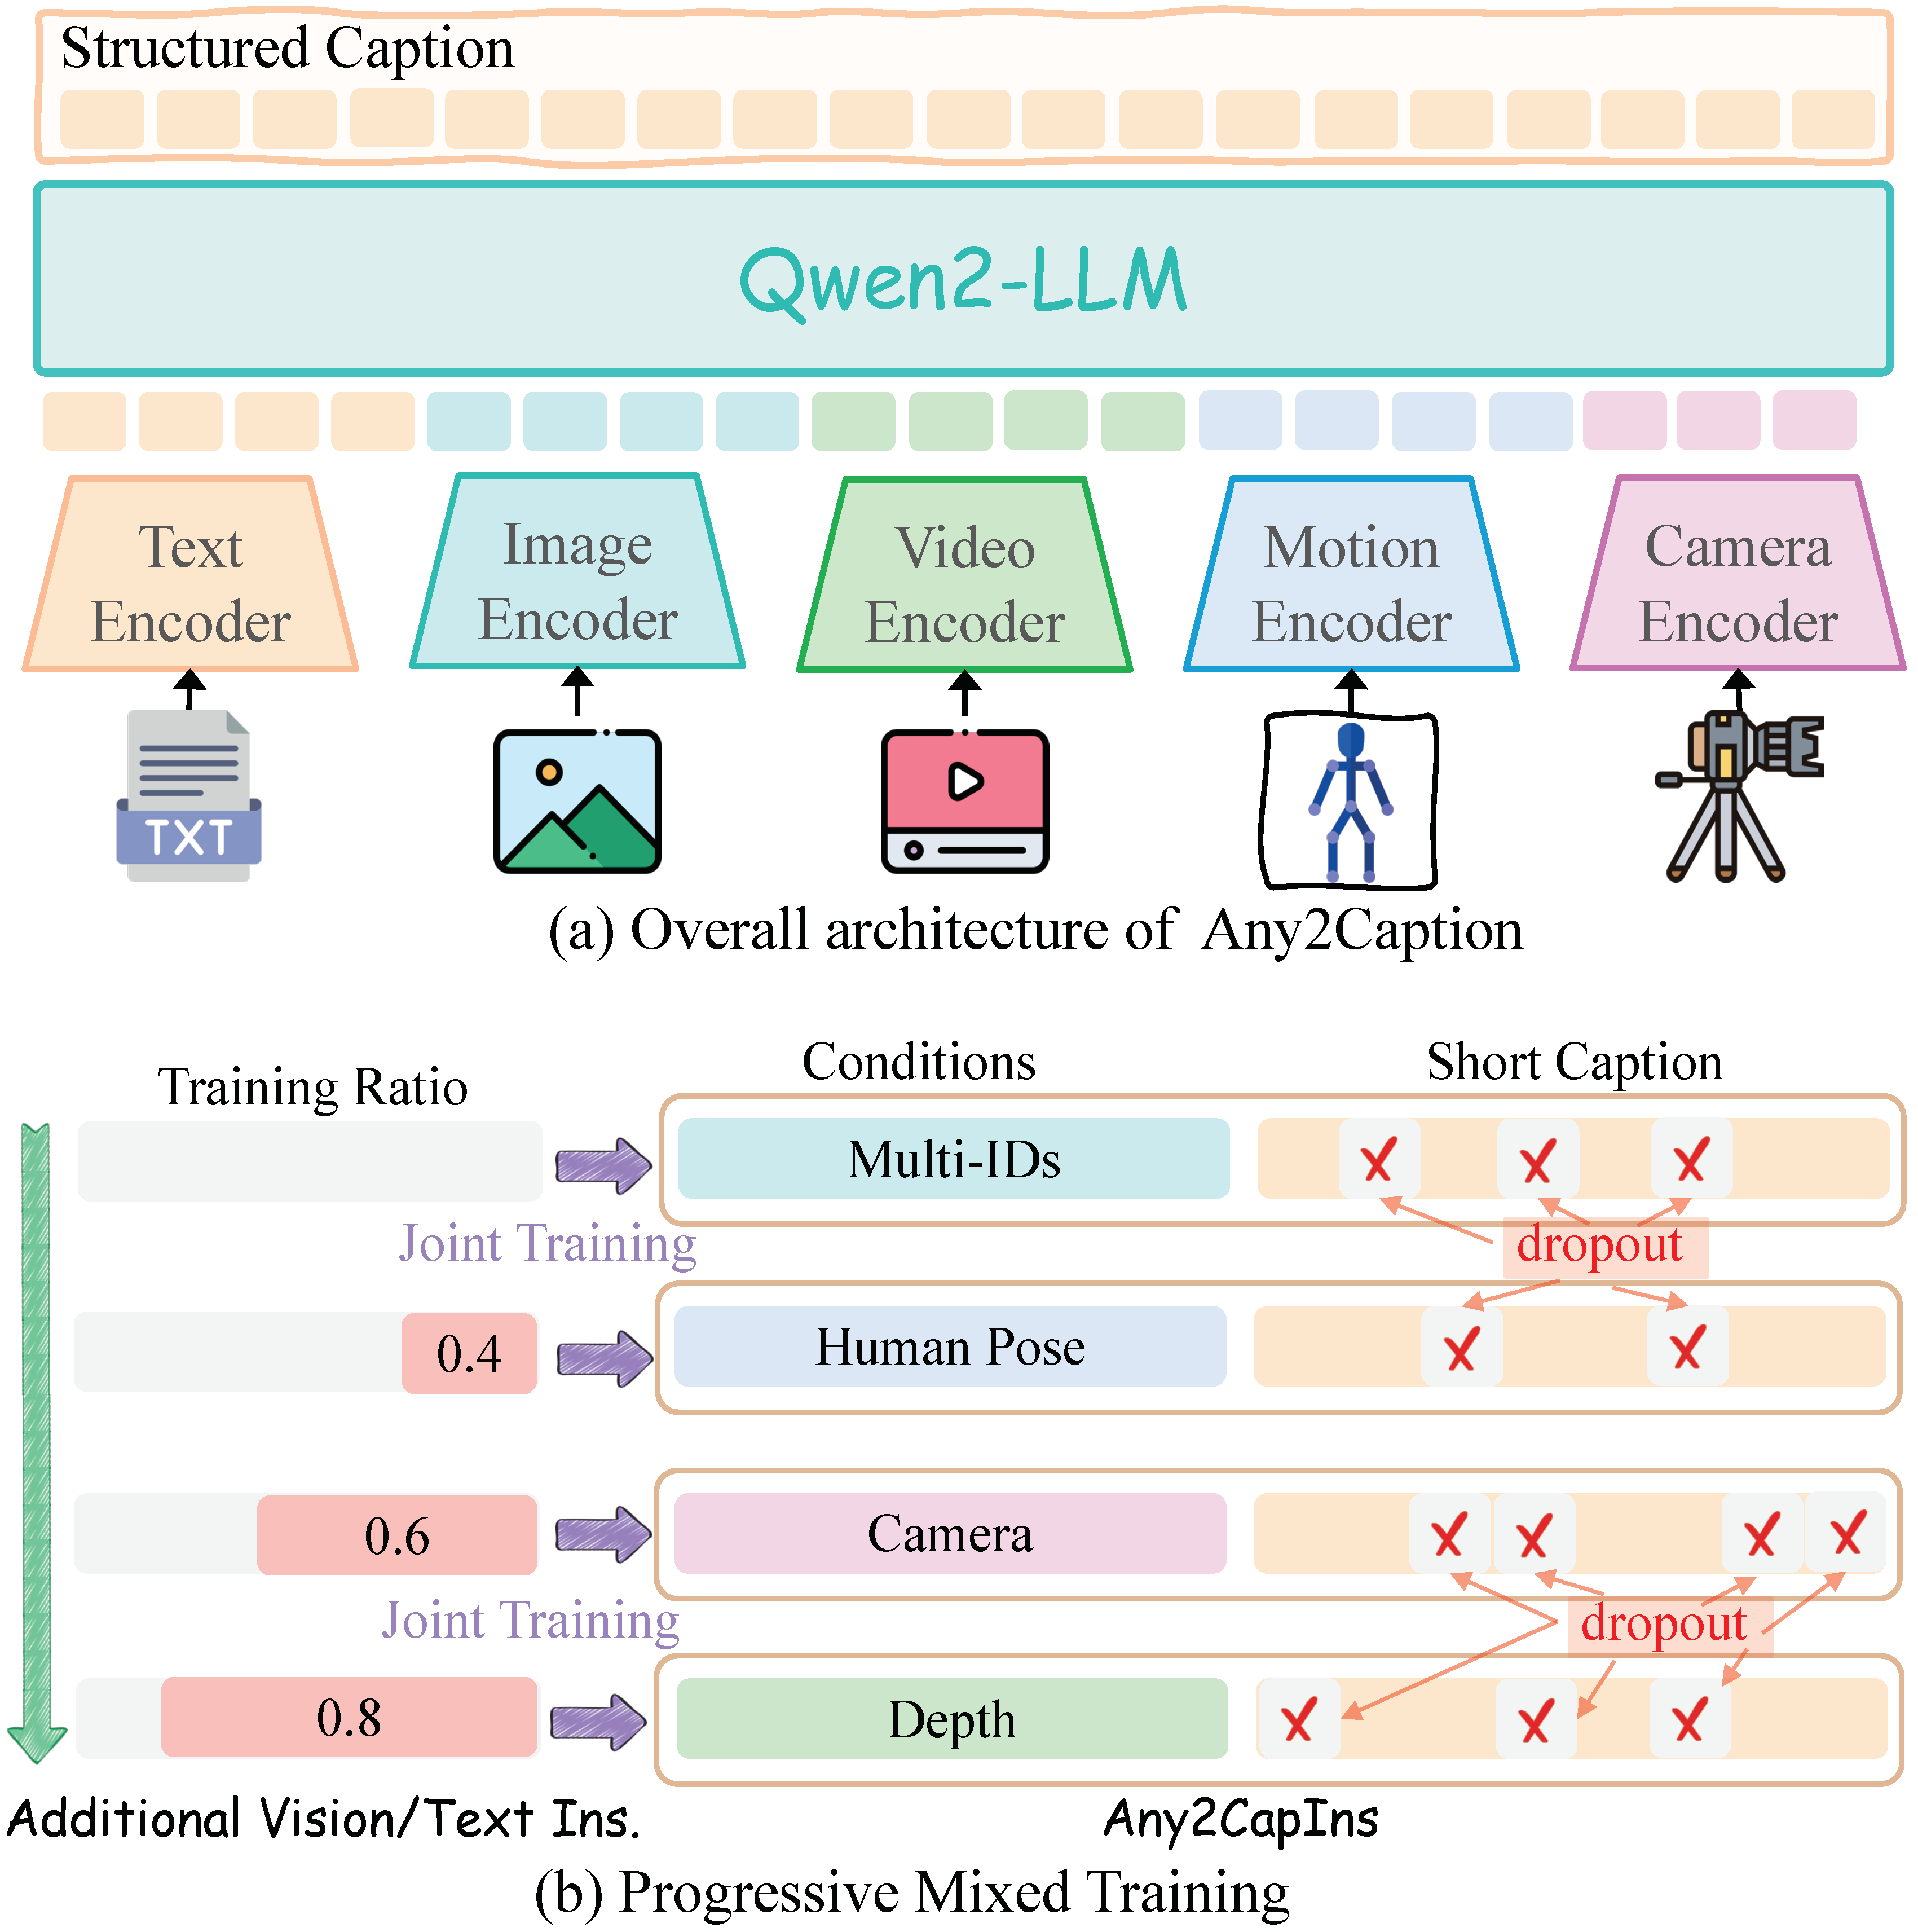 Structured Caption
Qwen2-LLM
Text
Encoder
Image
Encoder
Video
Encoder
Motion
Encoder
Camera
Encoder
TXT
(a) Overall architecture of Any2Caption
Training Ratio
Conditions
Short Caption
Multi-IDs
Joint Training
dropout
0.4
Human Pose
0.6
Camera
Joint Training
dropout
0.8
Depth
Additional Vision/Text Ins.
Any2CapIns
(b) Progressive Mixed Training